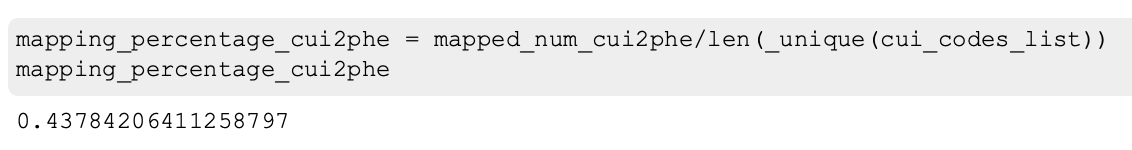 mapping_percentage_cui2phe = mapped_num_cui2phe/len(_unique(cui_codes_list))
mapping_percentage_cui2phe
0.43784206411258797